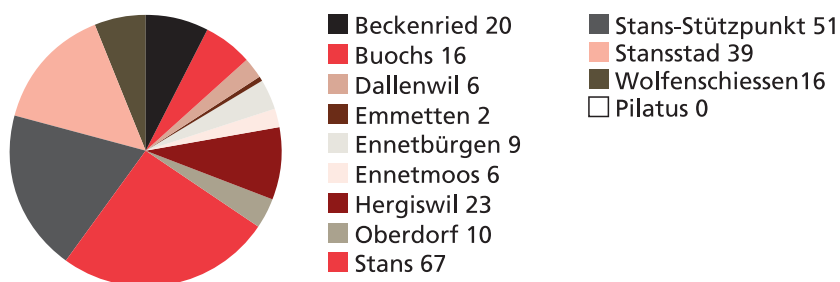 Beckenried 20
Buochs 16
Dallenwil 6
Emmetten 2
Ennetbürgen 9
Ennetmoos 6
Hergiswil 23
Oberdorf 10
Stans 67
Stans-Stützpunkt 51
Stansstad 39
Wolfenschiessen16
Pilatus 0